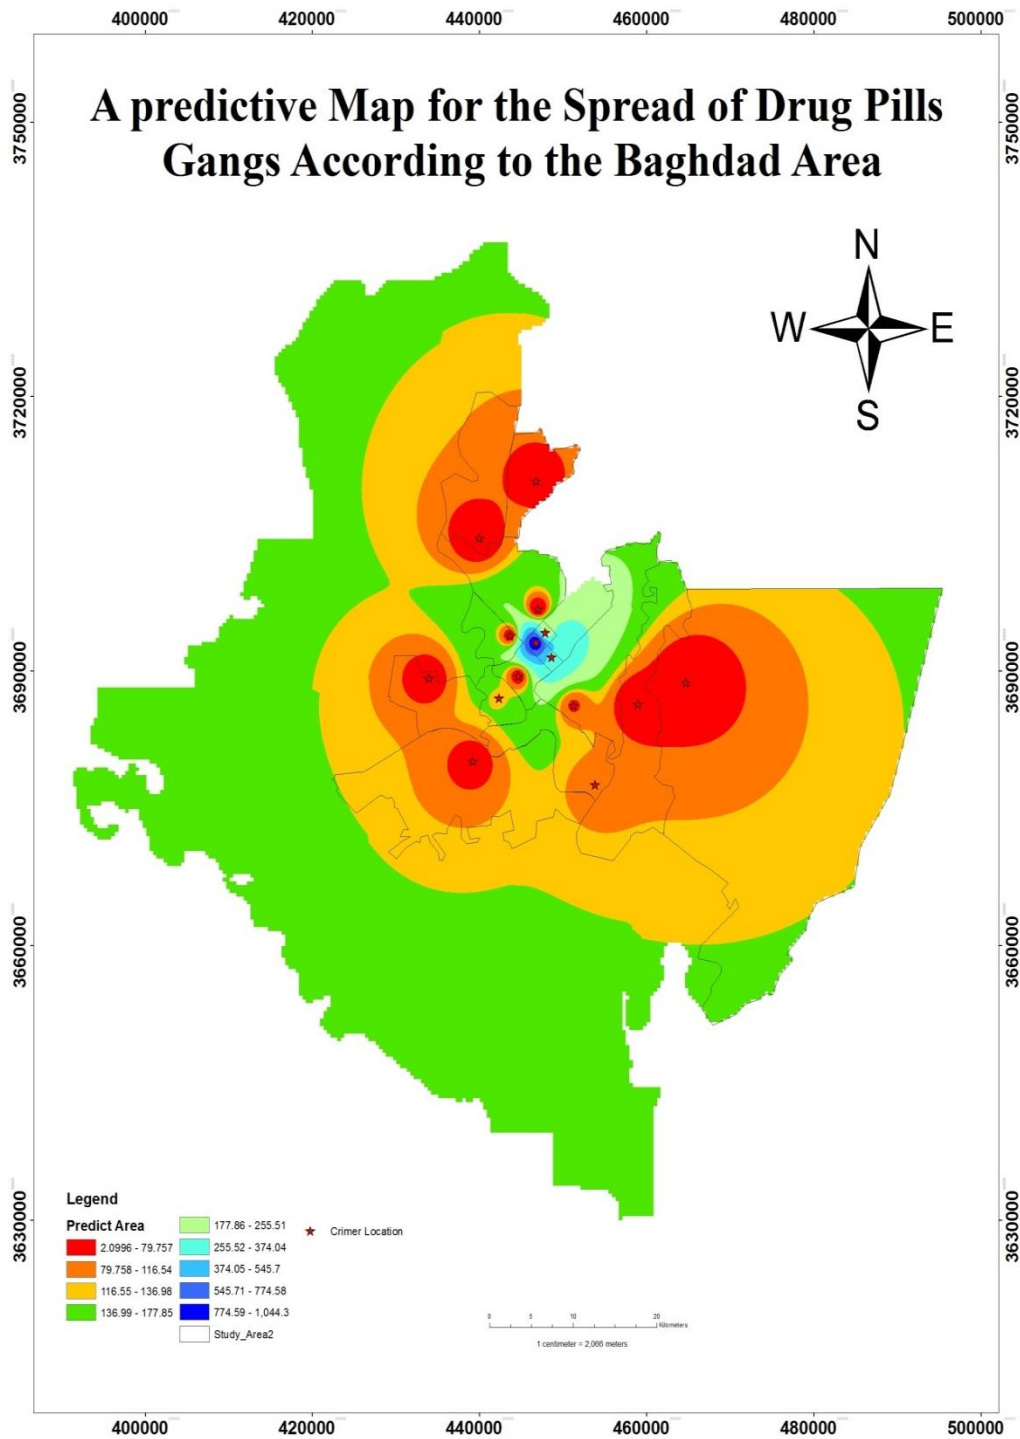 400000 420000 440000 460000 480000 500000
A predictive Map for the Spread of Drug Pills
Gangs According to the Baghdad Area
3750000
3750000
N
W E
S
3720000
3720000
3690000
3690000
3660000
3660000
3630000
3630000
Legend
Predict Area
2.0996 - 79.757
79.758 - 116.54
116.55 - 136.98
136.99 - 177.85
177.86 - 255.51
255.52 - 374.04
374.05 - 545.7
545.71 - 774.58
774.59 - 1,044.3
Study_Area2
Crimer Location
0 5 10 20
Kilometers
1 centimeter = 2,066 meters
400000 420000 440000 460000 480000 500000